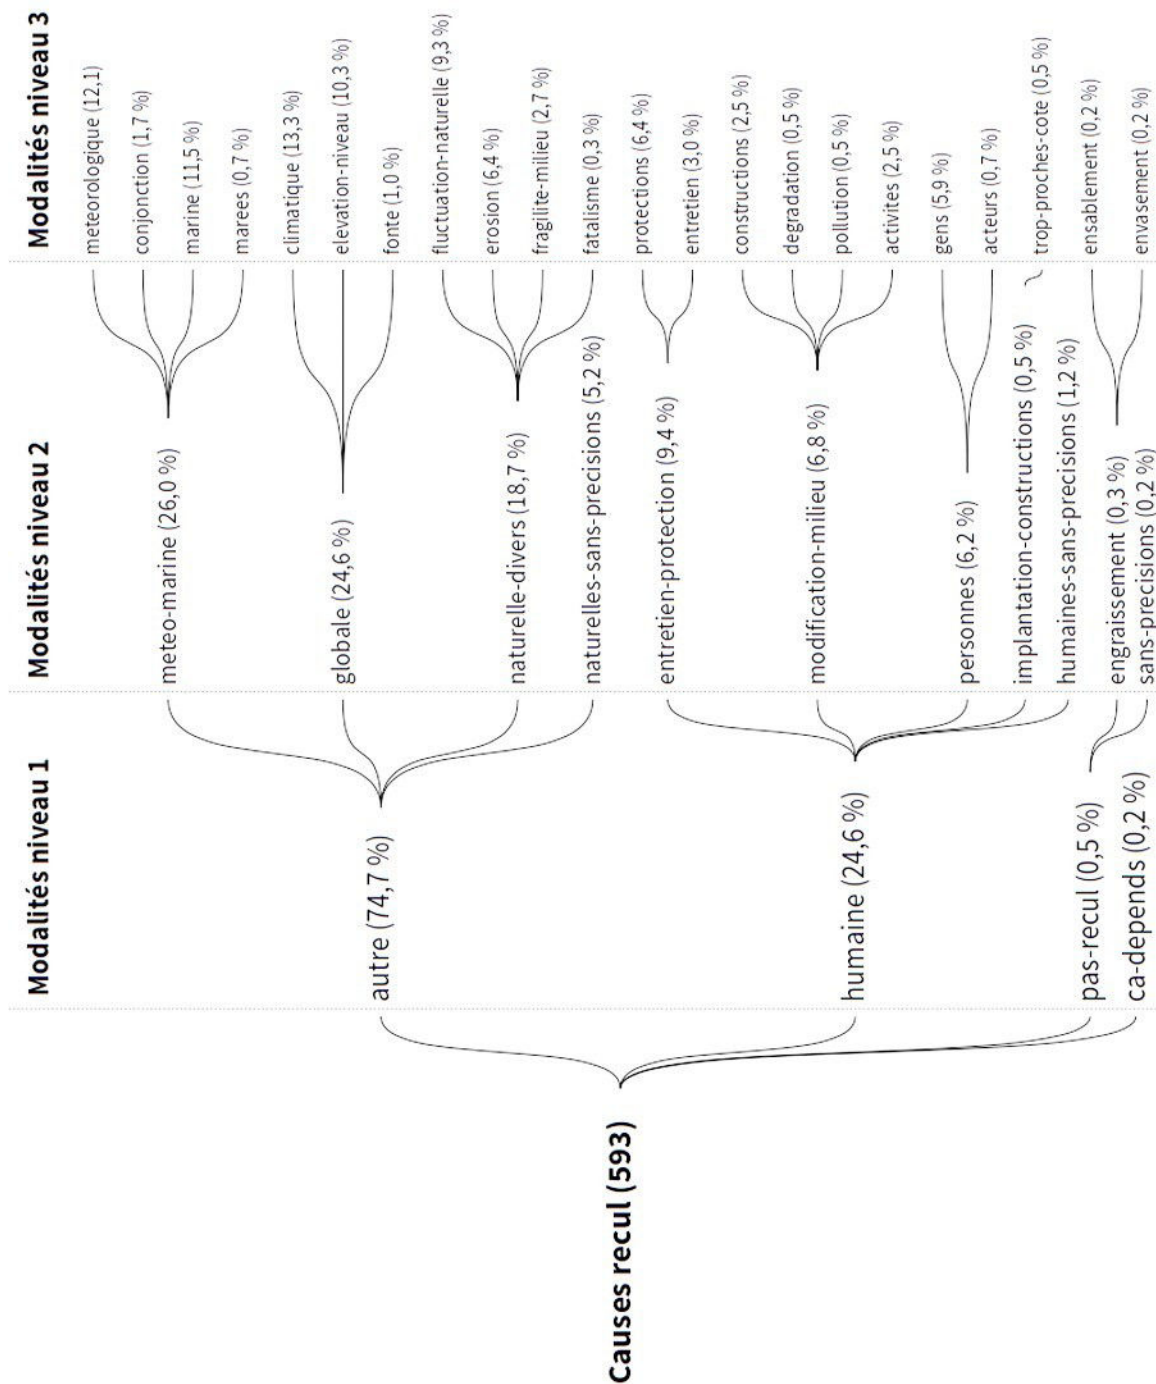 Modalités niveau 1
Modalités niveau 2
Modalités niveau 3
Causes recul (593)
autre (74,7 %)
humaine (24,6 %)
pas-recul (0,5 %)
ca-depends (0,2 %)
meteo-marine (26,0 %)
globale (24,6 %)
naturelle-divers (18,7 %)
naturelles-sans-precisions (5,2 %)
entretien-protection (9,4 %)
modification-milieu (6,8 %)
personnes (6,2 %)
implantation-constructions (0,5 %)
humaines-sans-precisions (1,2 %)
engraissement (0,3 %)
sans-precisions (0,2 %)
meteorologique (12,1)
conjonction (1,7 %)
marine (11,5 %)
marees (0,7 %)
climatique (13,3 %)
elevation-niveau (10,3 %)
fonte (1,0 %)
fluctuation-naturelle (9,3 %)
erosion (6,4 %)
fragilite-milieu (2,7 %)
fatalisme (0,3 %)
protections (6,4 %)
entretien (3,0 %)
constructions (2,5 %)
degradation (0,5 %)
pollution (0,5 %)
activites (2,5 %)
gens (5,9 %)
acteurs (0,7 %)
trop-proches-cote (0,5 %)
ensablement (0,2 %)
envasement (0,2 %)